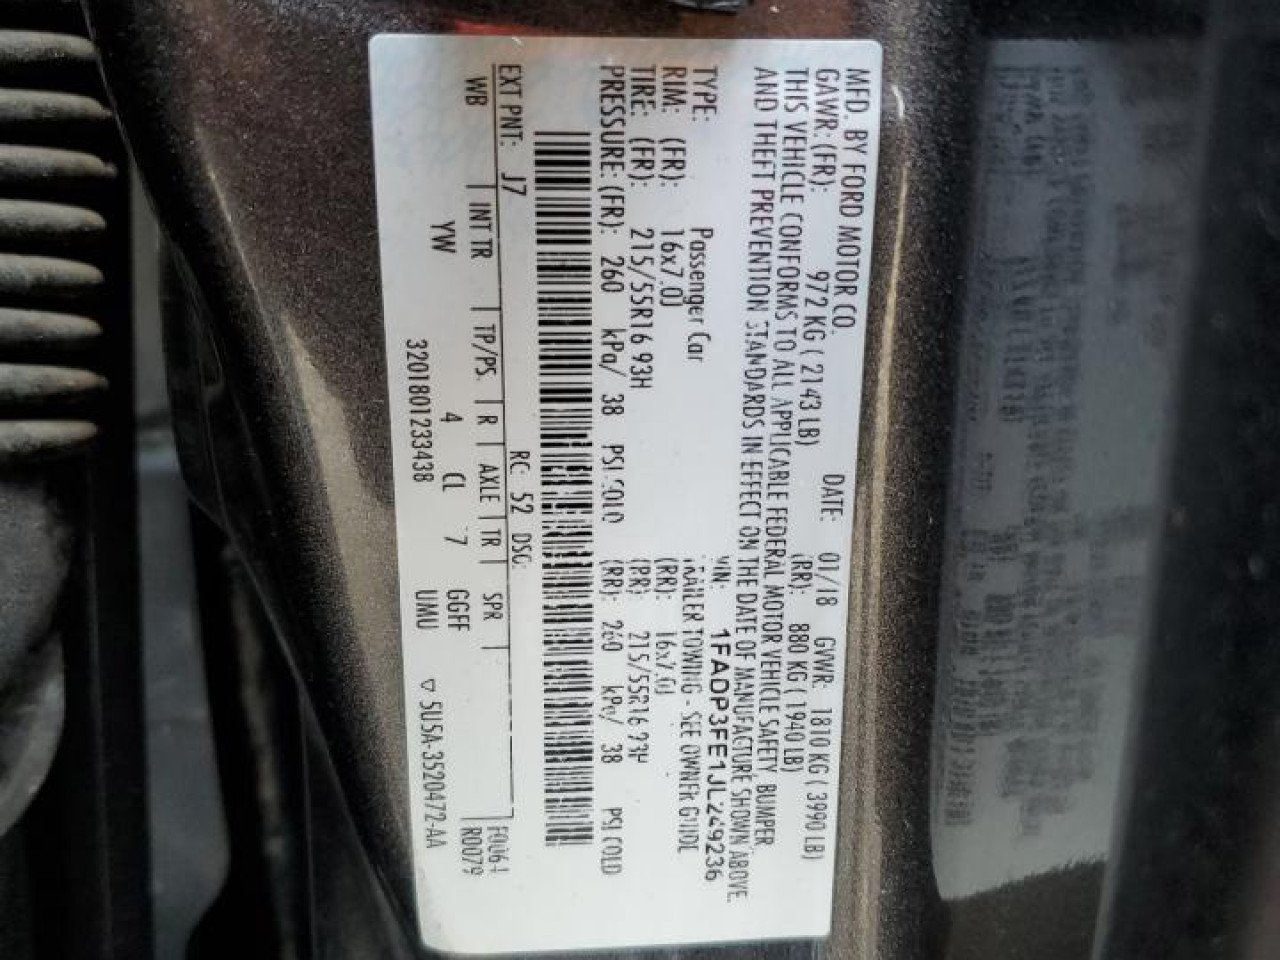 MFD. BY FORD MOTOR CO.
DATE: 01/18 GVWR: 1810 KG ( 3990 LB)
GAWR: (FR): 972 KG ( 2143 LB) (RR): 880 KG ( 1940 LB)
THIS VEHICLE CONFORMS TO ALL APPLICABLE FEDERAL MOTOR VEHICLE SAFETY, BUMPER,
AND THEFT PREVENTION STANDARDS IN EFFECT ON THE DATE OF MANUFACTURE SHOWN ABOVE.
VIN: 1FADP3FE1JL249236
TYPE: Passenger Car TRAILER TOWING - SEE OWNER GUIDE
RIM: (FR): 16x7.0J (RR): 16x7.0J
TIRE: (FR): 215/55R16 93H (RR): 215/55R16 93H
PRESSURE: (FR): 260 kPa/ 38 PSI COLD (RR): 260 kPa/ 38 PSI COLD
EXT PNT: J7 RC: 52 DSO:
WB INT TR TP/PS R AXLE TR SPR
YW 4 CL 7 GGFF
R0079
3201801233438 UMU ▽ 5U5A-3520472-AA